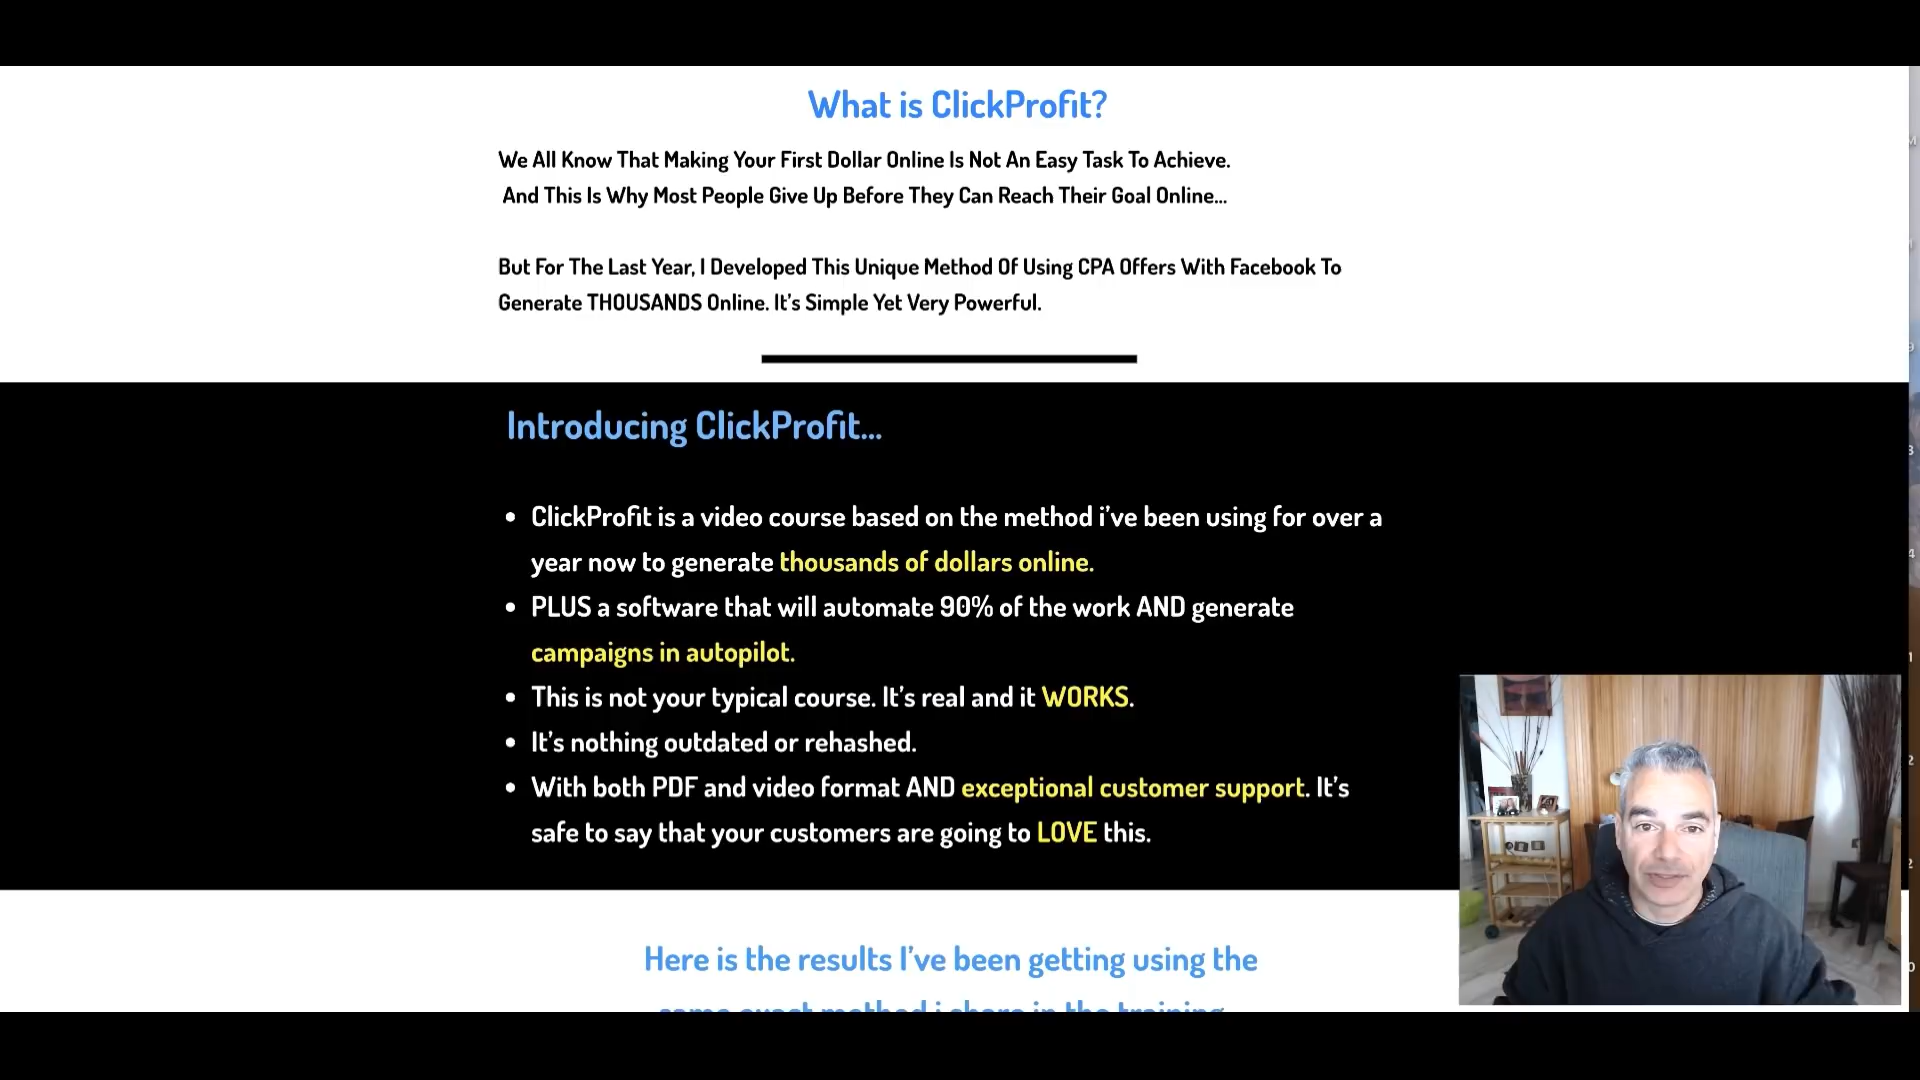 What is ClickProfit?
We All Know That Making Your First Dollar Online Is Not An Easy Task To Achieve.
And This Is Why Most People Give Up Before They Can Reach Their Goal Online...
But For The Last Year, I Developed This Unique Method Of Using CPA Offers With Facebook To
Generate THOUSANDS Online. It's Simple Yet Very Powerful.
Introducing ClickProfit...
• ClickProfit is a video course based on the method i've been using for over a
year now to generate thousands of dollars online.
• PLUS a software that will automate 90% of the work AND generate
campaigns in autopilot.
• This is not your typical course. It's real and it WORKS.
• It's nothing outdated or rehashed.
• With both PDF and video format AND exceptional customer support. It's
safe to say that your customers are going to LOVE this.
Here is the results I've been getting using the
same exact method i share in the training